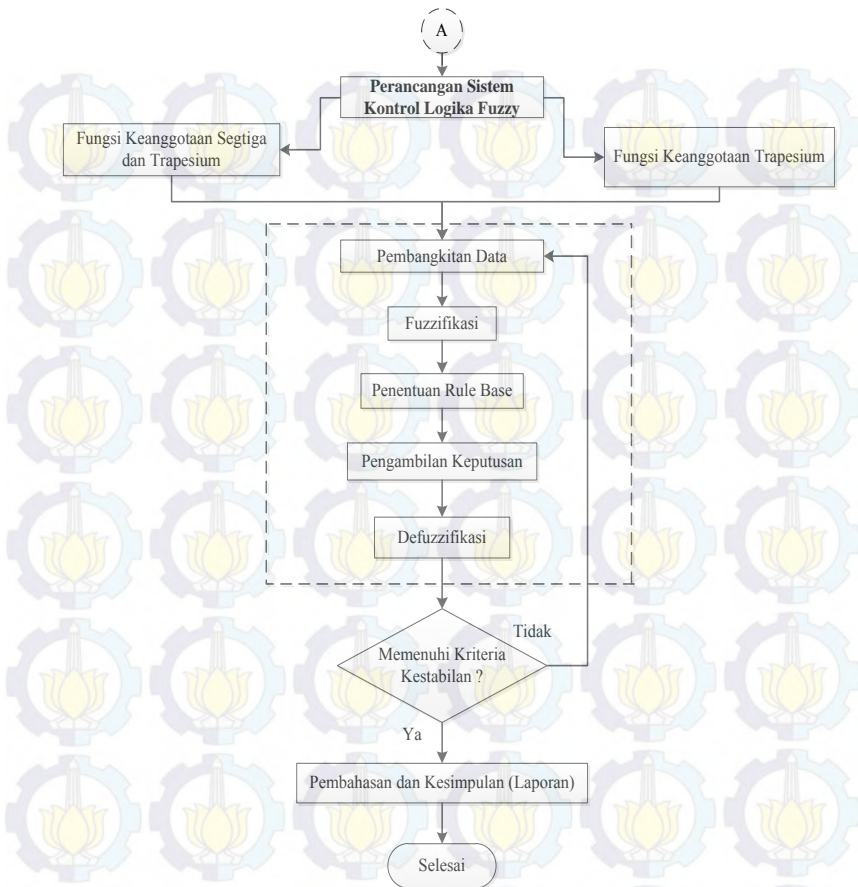 A
Perancangan Sistem
Kontrol Logika Fuzzy
Fungsi Keanggotaan Segtiga
dan Trapesium
Fungsi Keanggotaan Trapesium
Pembangkitan Data
Fuzzifikasi
Penentuan Rule Base
Pengambilan Keputusan
Defuzzifikasi
Tidak
Memenuhi Kriteria
Kestabilan ?
Ya
Pembahasan dan Kesimpulan (Laporan)
Selesai